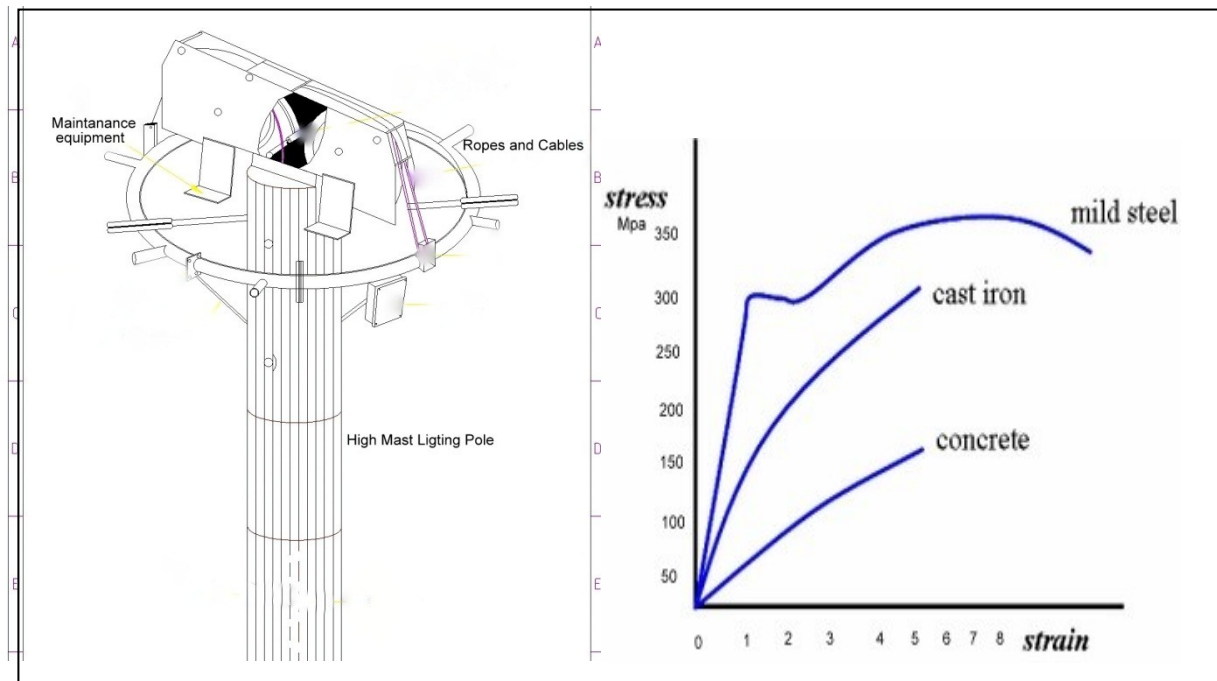 A
A
Maintanance
equipment
Ropes and Cables
B
B
C
C
High Mast Ligting Pole
D
D
E
E
stress
Mpa
350
300
250
200
150
100
50
mild steel
cast iron
concrete
0 1 2 3 4 5 6 7 8 strain